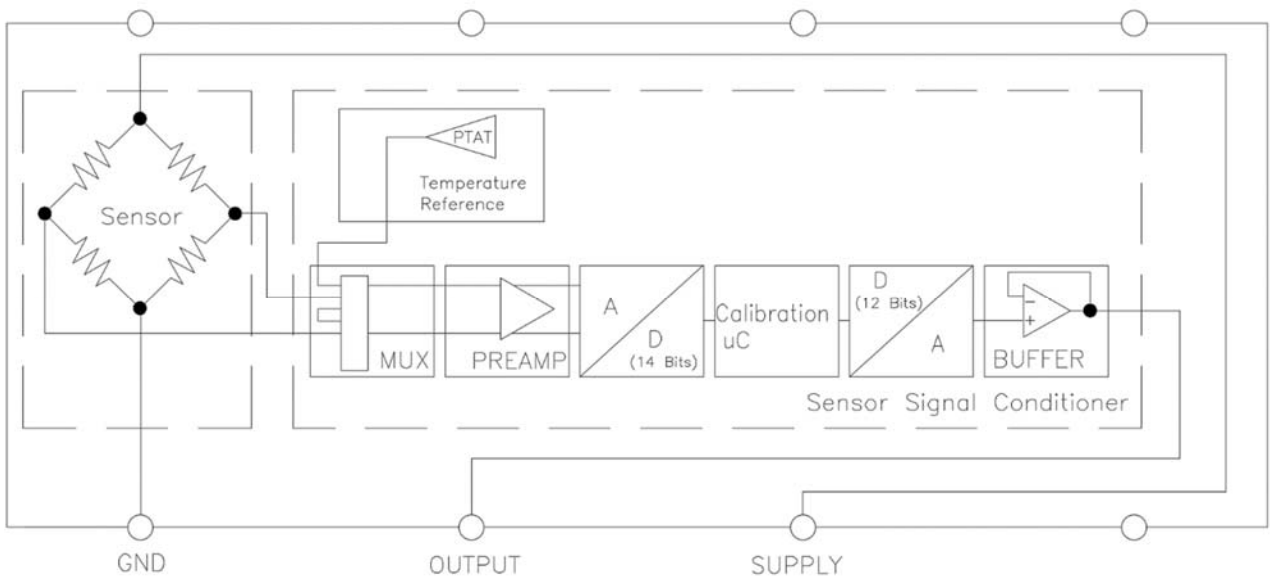 PTAT
Temperature
Reference
Sensor
A
D
(14 Bits)
Calibration
uC
D
(12 Bits)
A
−
+
MUX
PREAMP
BUFFER
Sensor Signal Conditioner
GND
OUTPUT
SUPPLY